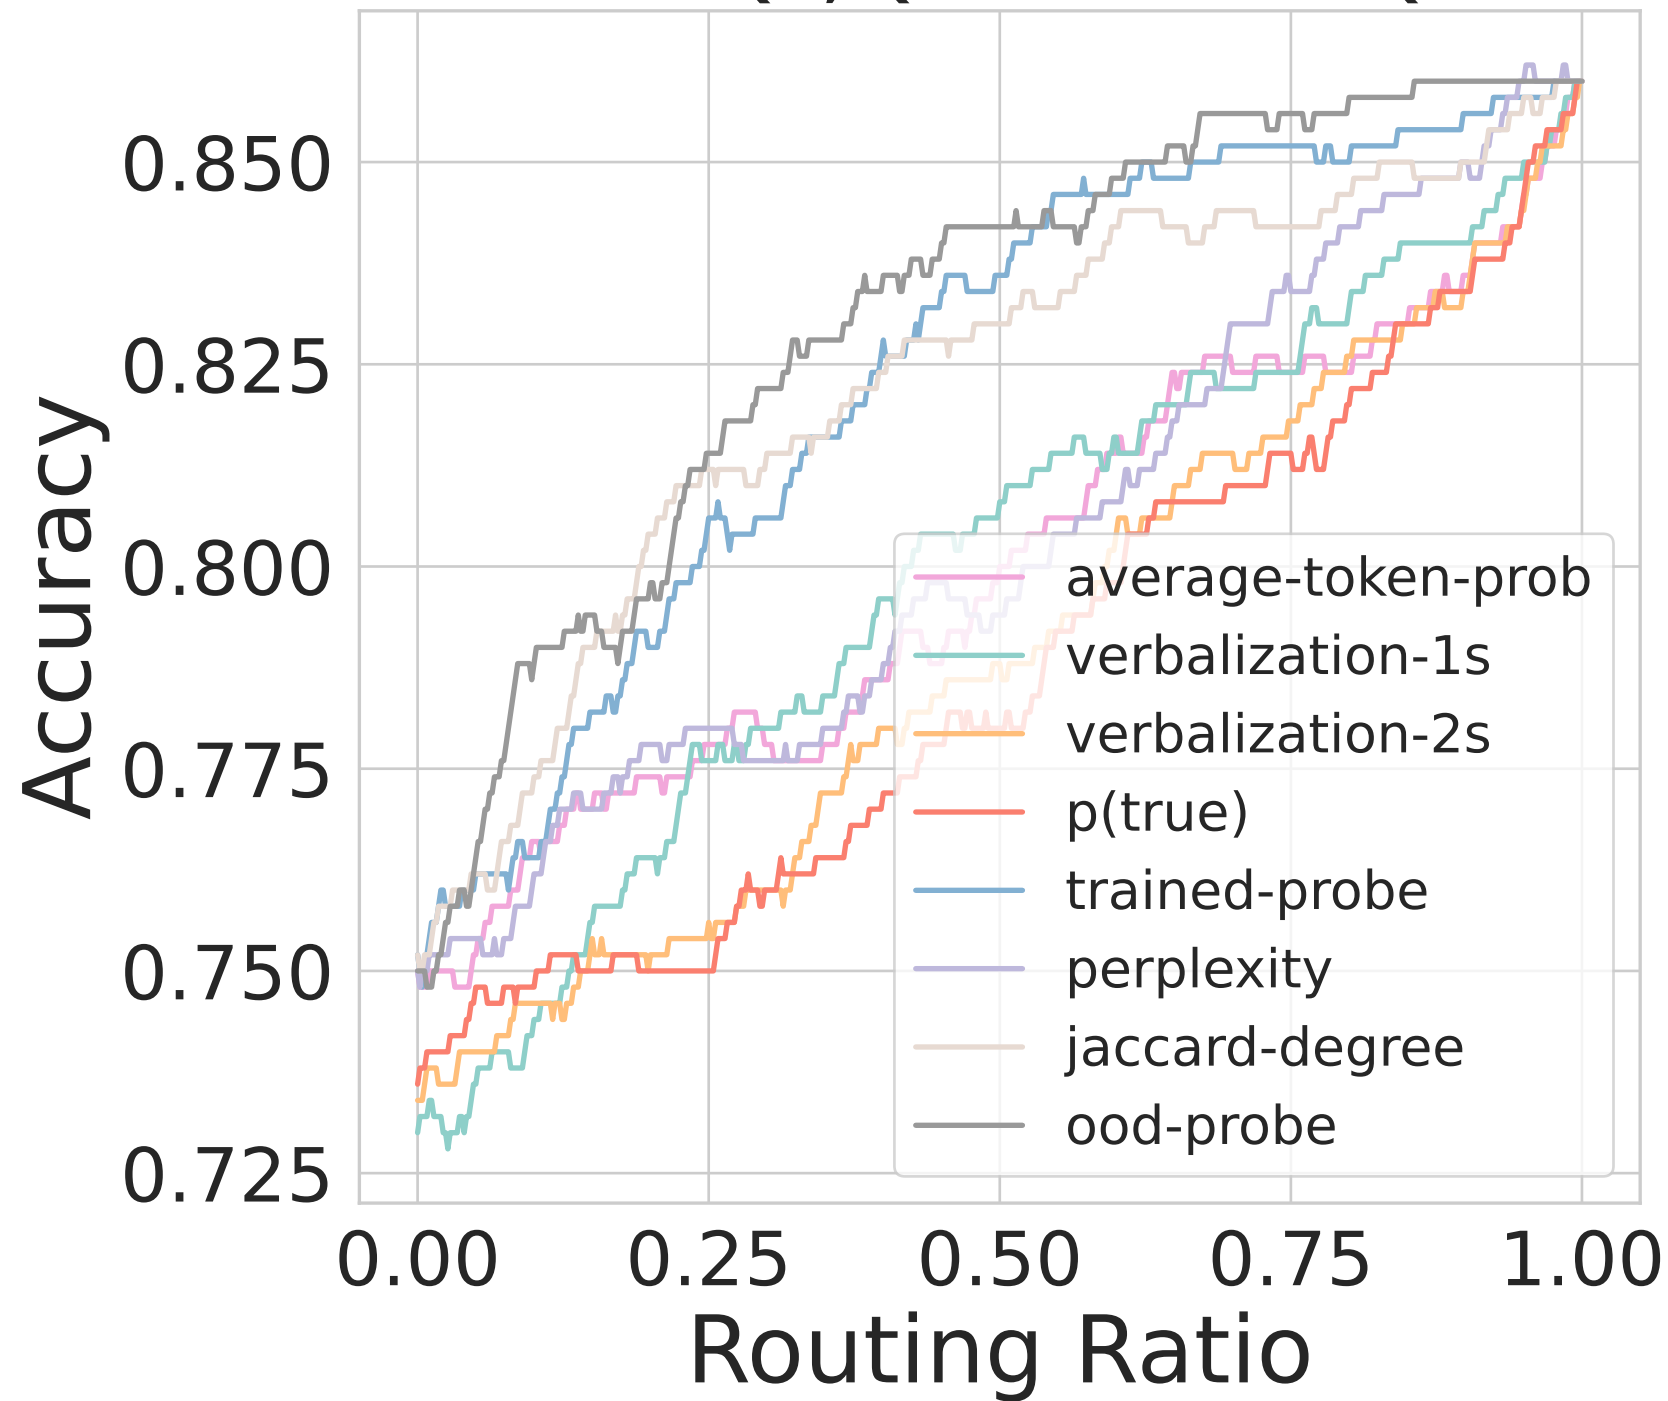 0.850
0.825
0.800
0.775
0.750
0.725
Accuracy
average-token-prob
verbalization-1s
verbalization-2s
p(true)
trained-probe
perplexity
jaccard-degree
ood-probe
0.00 0.25 0.50 0.75 1.00
Routing Ratio